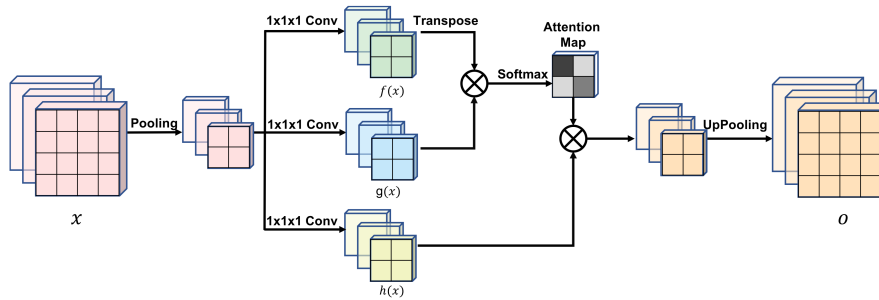 1x1x1 Conv
Transpose
f(x)
Attention
Map
Softmax
Pooling
1x1x1 Conv
g(x)
UpPooling
x
o
1x1x1 Conv
h(x)